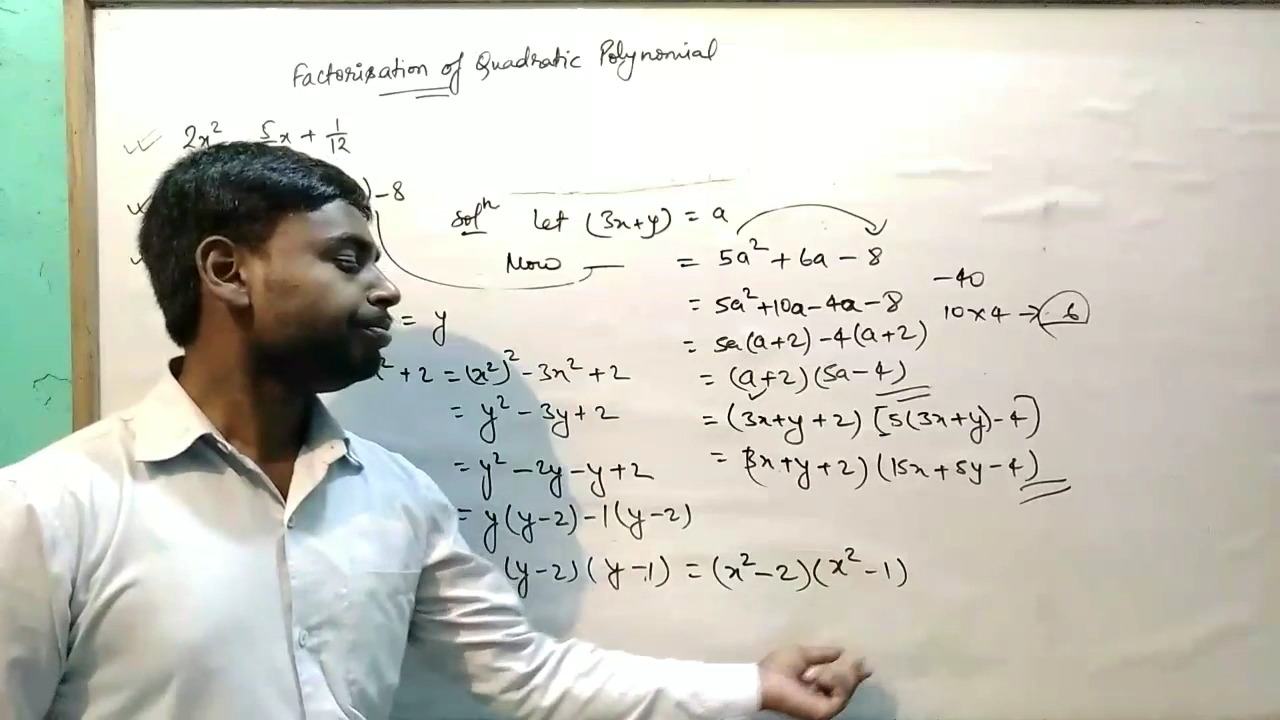 Factorization of Quadratic Polynomial
2x² 5x + 1/12
) - 8
Solⁿ let (3x+y) = a
Now — = 5a² + 6a - 8
-40
= 5a² + 10a - 4a - 8 10 × 4 → 6
= 5a(a+2) - 4(a+2)
= y
² + 2 = (x²)² - 3x² + 2 = (a+2)(5a-4)
= y² - 3y + 2 = (3x+y+2) [5(3x+y)-4]
= y² - 2y - y + 2 = (3x+y+2)(15x+5y-4)
= y(y-2) - 1(y-2)
(y-2)(y-1) = (x²-2)(x²-1)